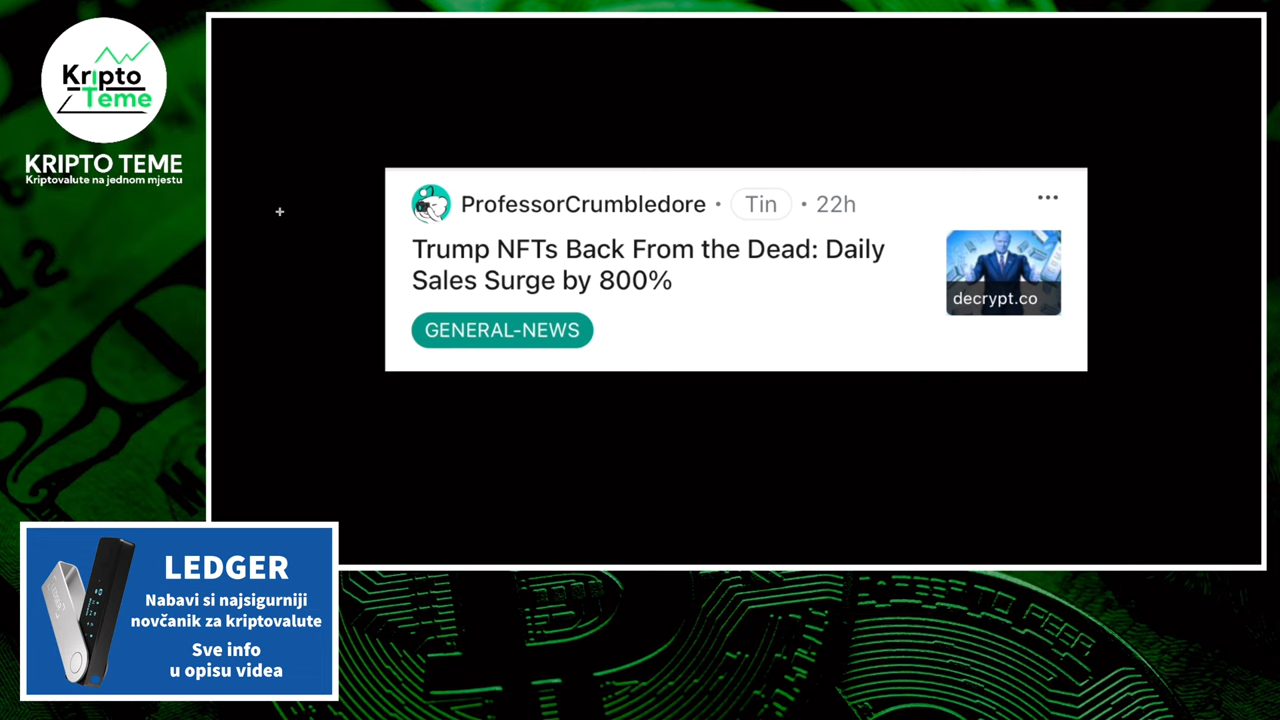 Kripto
Teme
KRIPTO TEME
Kriptovalute na jednom mjestu
ProfessorCrumbledore • Tin • 22h
Trump NFTs Back From the Dead: Daily
Sales Surge by 800%
decrypt.co
GENERAL-NEWS
LEDGER
Nabavi si najsigurniji
novčanik za kriptovalute
Sve info
u opisu videa